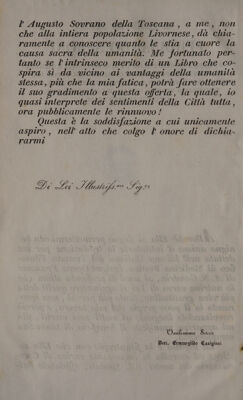 l'Augusto Sovrano della Toscana, a me, non
che alla intiera popolazione Livornese, dà chia-
ramente a conoscere quanto le stia a cuore la
causa sacra della umanità. Me fortunato per-
tanto se l'intrinseco merito di un Libro che co-
spira sì da vicino ai vantaggi della umanità
stessa, più che la mia fatica, potrà fare ottenere
il suo gradimento a questa offerta, la quale, io
quasi interprete dei sentimenti della Città tutta,
ora pubblicamente le rinnuovo!
Questa è la soddisfazione a cui unicamente
aspiro, nell'atto che colgo l'onore di dichia-
rarmi
Di Lei Illustriss.mo Sig.re
Servo
Dott. Ermenegildo